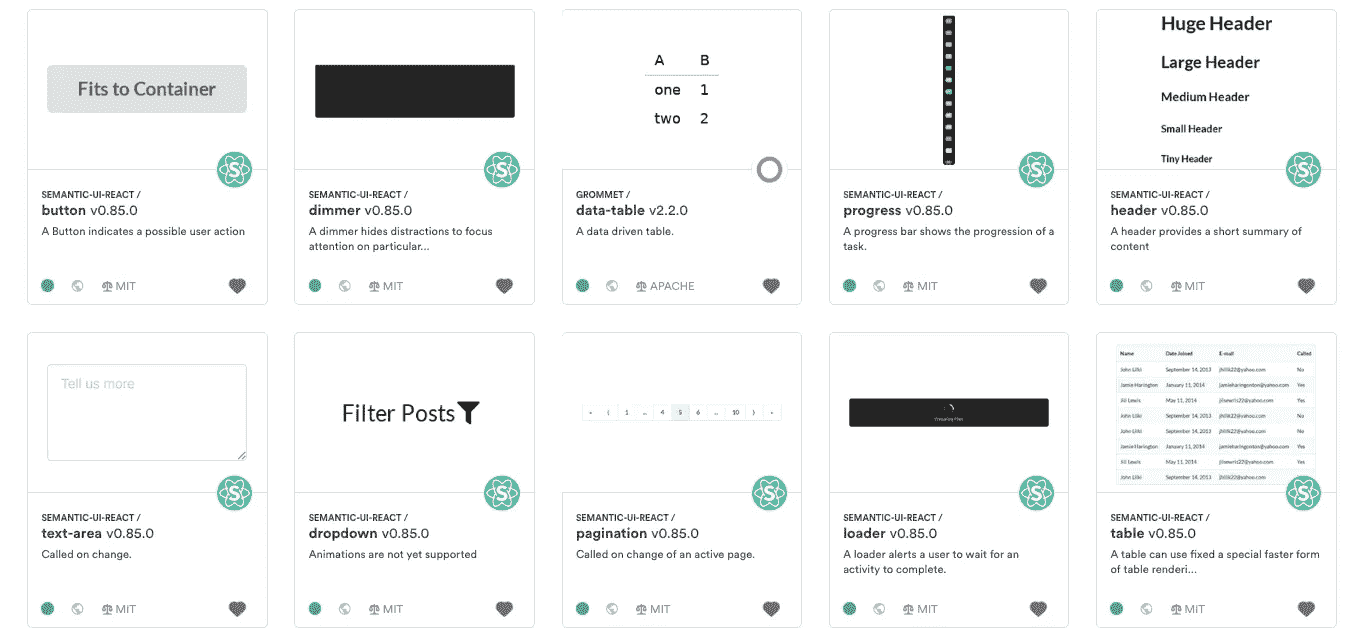 Fits to Container
SEMANTIC-UI-REACT /
button v0.85.0
A Button indicates a possible user action
MIT
SEMANTIC-UI-REACT /
dimmer v0.85.0
A dimmer hides distractions to focus
attention on particular...
MIT
A B
one 1
two 2
GROMMET /
data-table v2.2.0
A data driven table.
APACHE
SEMANTIC-UI-REACT /
progress v0.85.0
A progress bar shows the progression of a
task.
MIT
Huge Header
Large Header
Medium Header
Small Header
Tiny Header
SEMANTIC-UI-REACT /
header v0.85.0
A header provides a short summary of
content
MIT
Tell us more
SEMANTIC-UI-REACT /
text-area v0.85.0
Called on change.
MIT
Filter Posts
SEMANTIC-UI-REACT /
dropdown v0.85.0
Animations are not yet supported
MIT
« ⟨ 1 ... 4 5 6 ... 10 ⟩ »
SEMANTIC-UI-REACT /
pagination v0.85.0
Called on change of an active page.
MIT
Preparing Files
SEMANTIC-UI-REACT /
loader v0.85.0
A loader alerts a user to wait for an
activity to complete.
MIT
Name Date Joined E-mail Called
John Lilki September 14, 2013 jhlilk22@yahoo.com No
Jamie Harington January 11, 2014 jamieharingonton@yahoo.com Yes
Jill Lewis May 11, 2014 jilsewris22@yahoo.com Yes
John Lilki September 14, 2013 jhlilk22@yahoo.com No
John Lilki September 14, 2013 jhlilk22@yahoo.com No
Jamie Harington January 11, 2014 jamieharingonton@yahoo.com Yes
Jill Lewis May 11, 2014 jilsewris22@yahoo.com Yes
John Lilki September 14, 2013 jhlilk22@yahoo.com
SEMANTIC-UI-REACT /
table v0.85.0
A table can use fixed a special faster form
of table renderi...
MIT